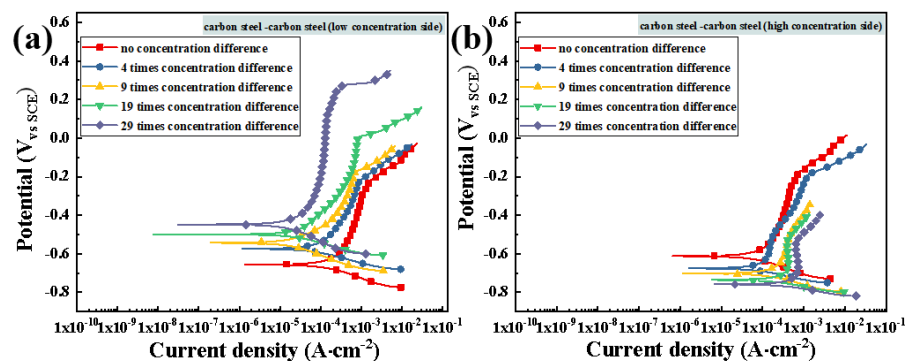 (a)
carbon steel -carbon steel (low concentration side)
no concentration difference
4 times concentration difference
9 times concentration difference
19 times concentration difference
29 times concentration difference
Potential (V vs SCE)
0.6
0.4
0.2
0.0
-0.2
-0.4
-0.6
-0.8
1x10-10 1x10-9 1x10-8 1x10-7 1x10-6 1x10-5 1x10-4 1x10-3 1x10-2 1x10-1
Current density (A·cm-2)
(b)
carbon steel -carbon steel (high concentration side)
no concentration difference
4 times concentration difference
9 times concentration difference
19 times concentration difference
29 times concentration difference
Potential (V vs SCE)
0.6
0.4
0.2
0.0
-0.2
-0.4
-0.6
-0.8
1x10-10 1x10-9 1x10-8 1x10-7 1x10-6 1x10-5 1x10-4 1x10-3 1x10-2 1x10-1
Current density (A·cm-2)